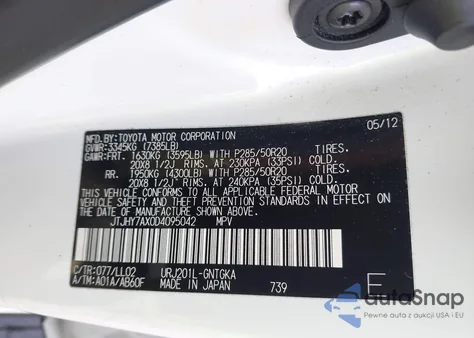 MFD. BY: TOYOTA MOTOR CORPORATION 05/12
GVWR: 3345KG (7385LB)
GAWR: FRT. 1630KG (3595LB) WITH P285/50R20 TIRES.
20X8 1/2J RIMS. AT 230KPA (33PSI) COLD.
RR. 1950KG (4300LB) WITH P285/50R20 TIRES.
20X8 1/2J RIMS. AT 240KPA (35PSI) COLD.
THIS VEHICLE CONFORMS TO ALL APPLICABLE FEDERAL
MOTOR VEHICLE SAFETY STANDARDS IN EFFECT ON
THE DATE OF MANUFACTURE SHOWN ABOVE.
JTJHY7AX0D4095042 MPV
C/TR: 077/LL02 URJ201L-GNTGKA F
A/TM: A01A/AB60F MADE IN JAPAN 739
autoSnap
Pewne auta z aukcji USA i EU